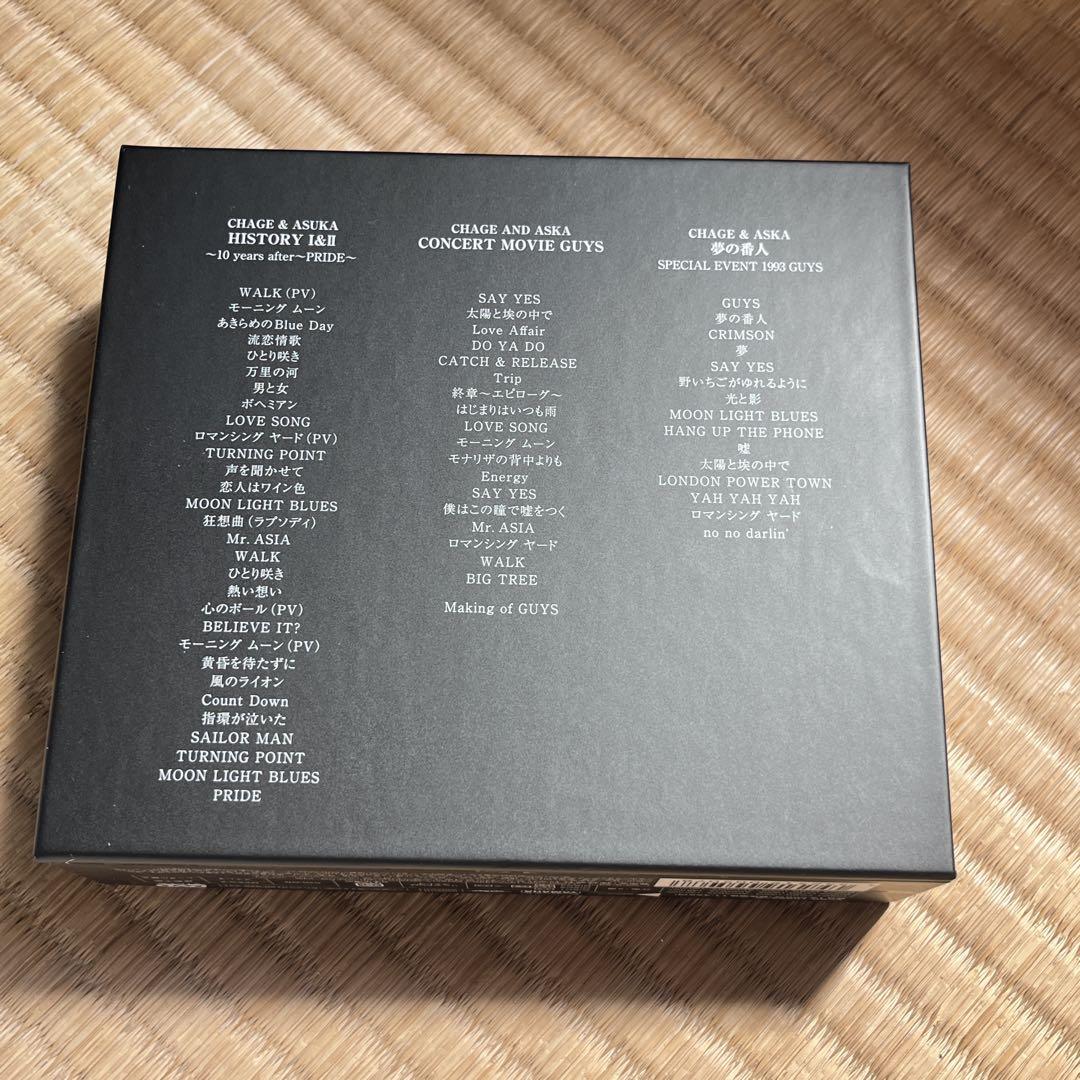 CHAGE & ASUKA
HISTORY I&II
～10 years after～PRIDE～
WALK（PV）
モーニング ムーン
あきらめのBlue Day
流恋情歌
ひとり咲き
万里の河
男と女
ボヘミアン
LOVE SONG
ロマンシング ヤード（PV）
TURNING POINT
声を聞かせて
恋人はワイン色
MOON LIGHT BLUES
狂想曲（ラプソディ）
Mr. ASIA
WALK
ひとり咲き
熱い想い
心のボール（PV）
BELIEVE IT?
モーニング ムーン（PV）
黄昏を待たずに
風のライオン
Count Down
指環が泣いた
SAILOR MAN
TURNING POINT
MOON LIGHT BLUES
PRIDE
CHAGE AND ASKA
CONCERT MOVIE GUYS
SAY YES
太陽と埃の中で
Love Affair
DO YA DO
CATCH & RELEASE
Trip
終章～エピローグ～
はじまりはいつも雨
LOVE SONG
モーニング ムーン
モナリザの背中よりも
Energy
SAY YES
僕はこの瞳で嘘をつく
Mr. ASIA
ロマンシング ヤード
WALK
BIG TREE
Making of GUYS
CHAGE & ASKA
夢の番人
SPECIAL EVENT 1993 GUYS
GUYS
夢の番人
CRIMSON
夢
SAY YES
野いちごがゆれるように
光と影
MOON LIGHT BLUES
HANG UP THE PHONE
嘘
太陽と埃の中で
LONDON POWER TOWN
YAH YAH YAH
ロマンシング ヤード
no no darlin'